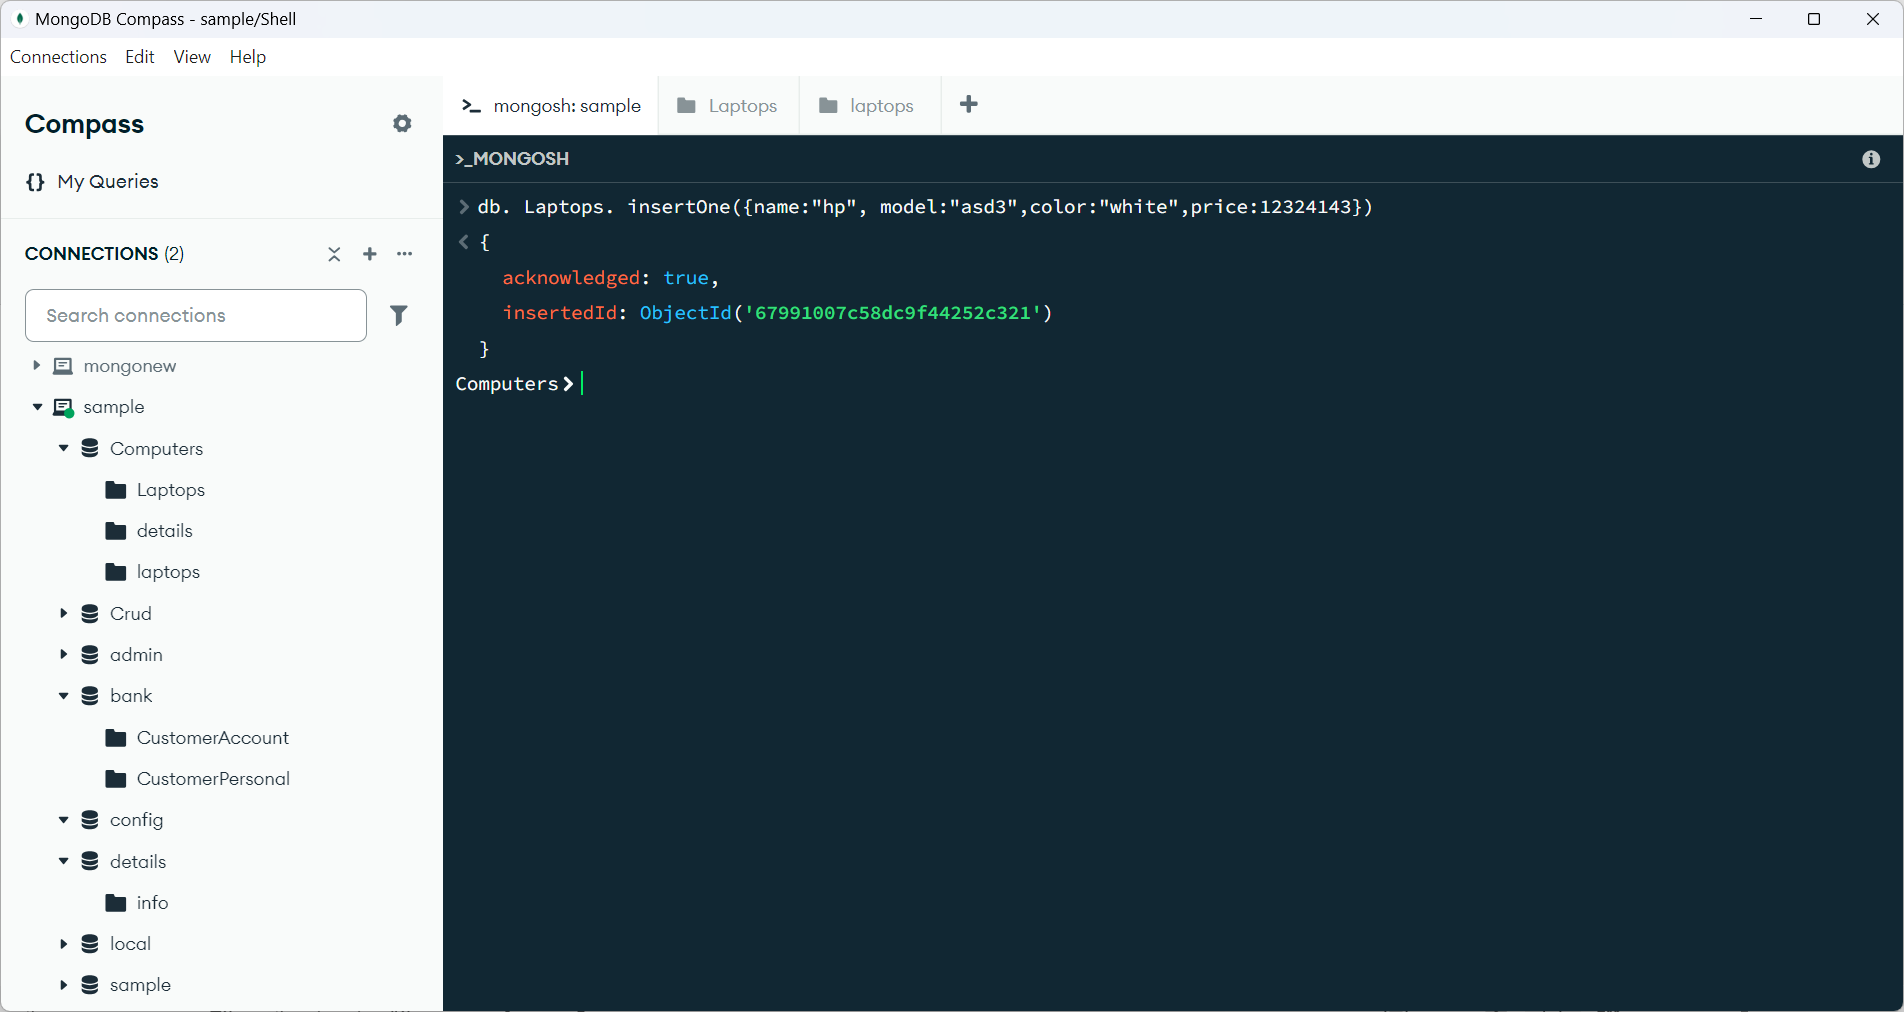 MongoDB Compass - sample/Shell
Connections Edit View Help
Compass
{} My Queries
CONNECTIONS (2)
Search connections
mongonew
sample
Computers
Laptops
details
laptops
Crud
admin
bank
CustomerAccount
CustomerPersonal
config
details
info
local
sample
>_ mongosh: sample Laptops laptops +
>_MONGOSH
> db. Laptops. insertOne({name:"hp", model:"asd3",color:"white",price:12324143})
< {
acknowledged: true,
insertedId: ObjectId('67991007c58dc9f44252c321')
}
Computers>